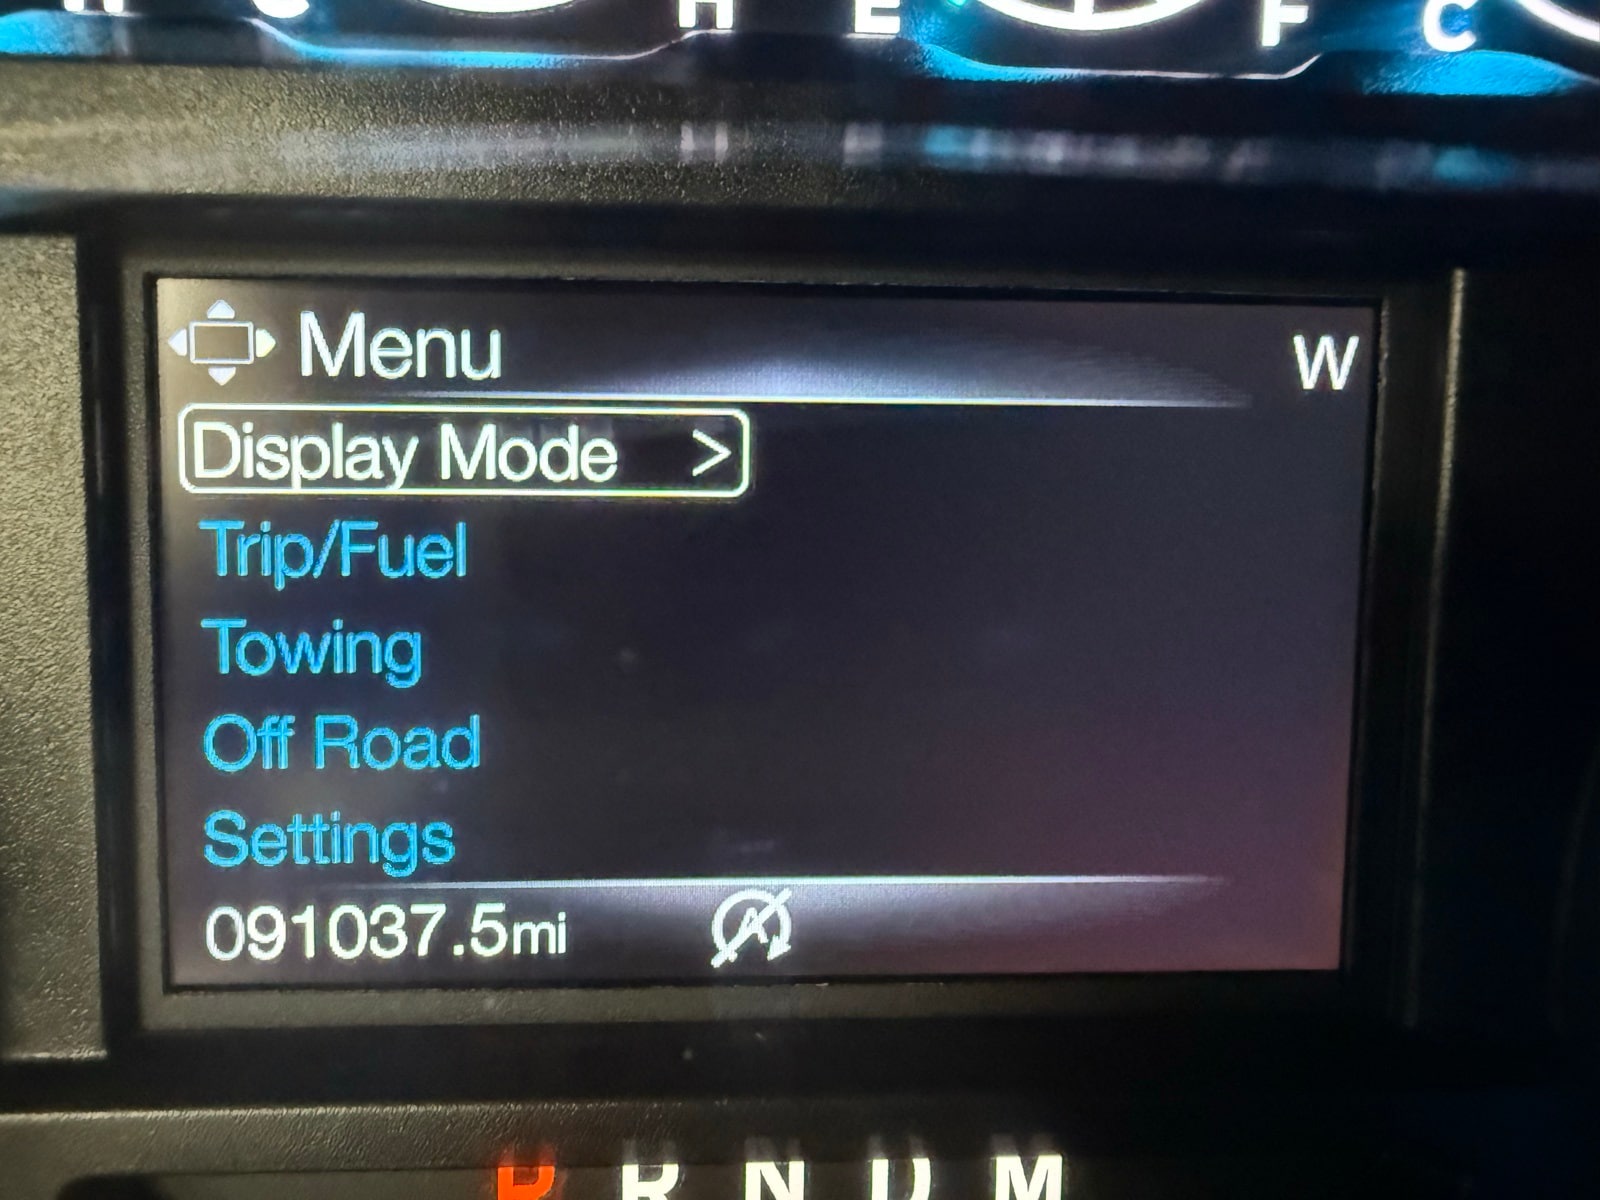 H C H E F C
Menu W
Display Mode >
Trip/Fuel
Towing
Off Road
Settings
091037.5mi A
P R N D M